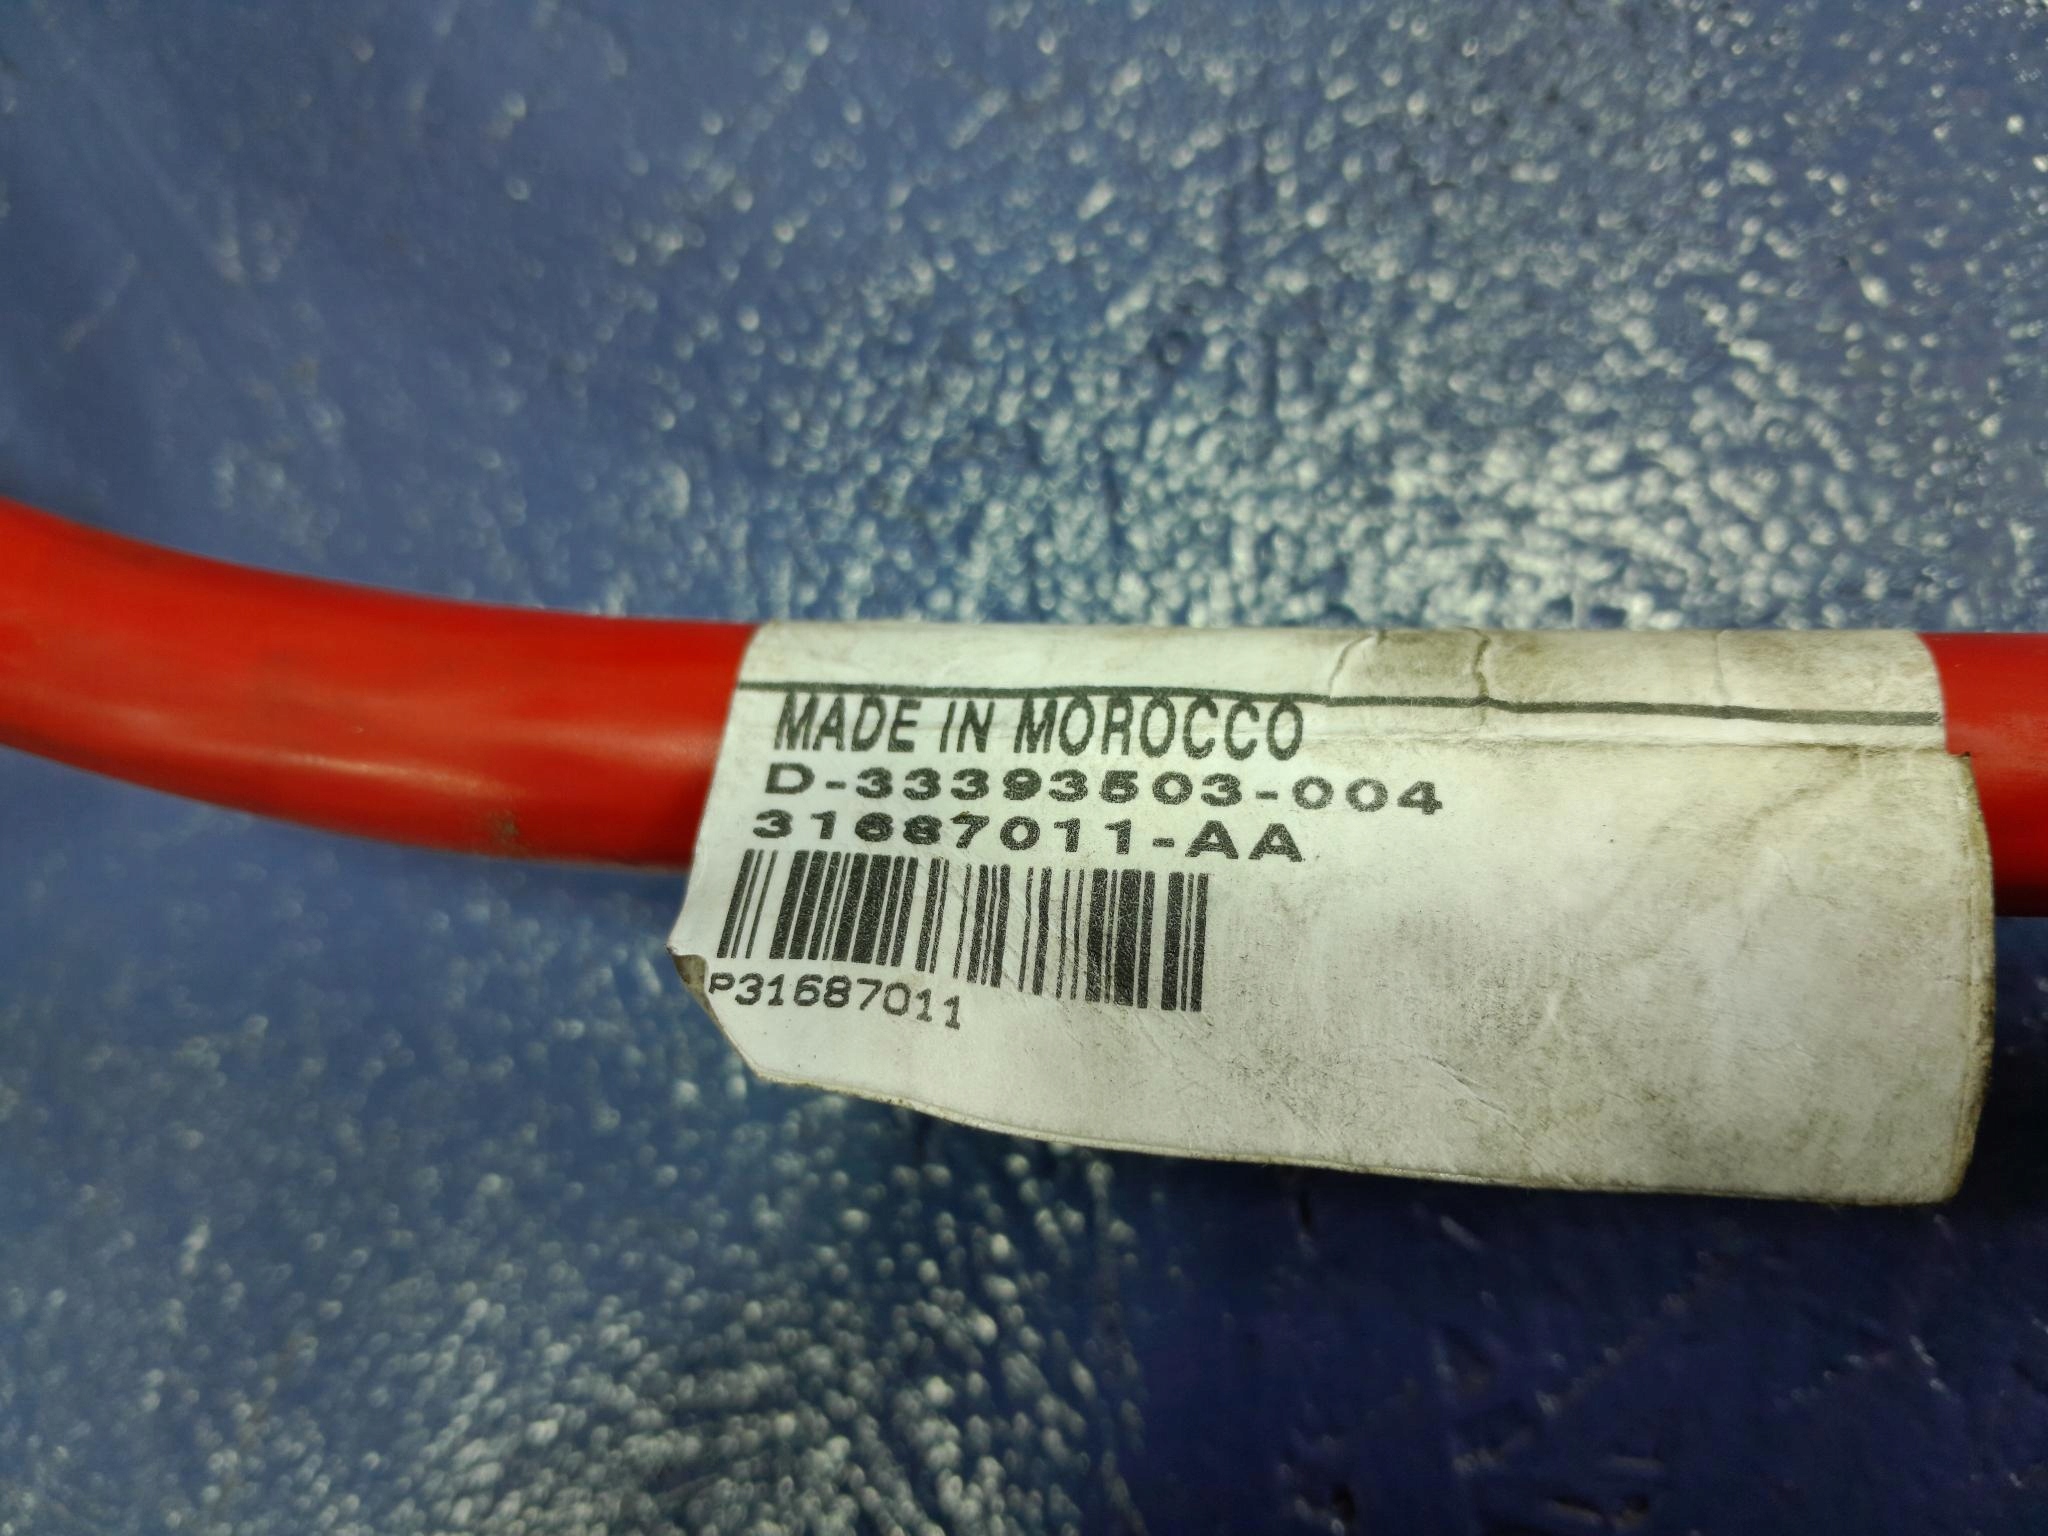 MADE IN MOROCCO
D-33393503-004
31687011-AA
P31687011